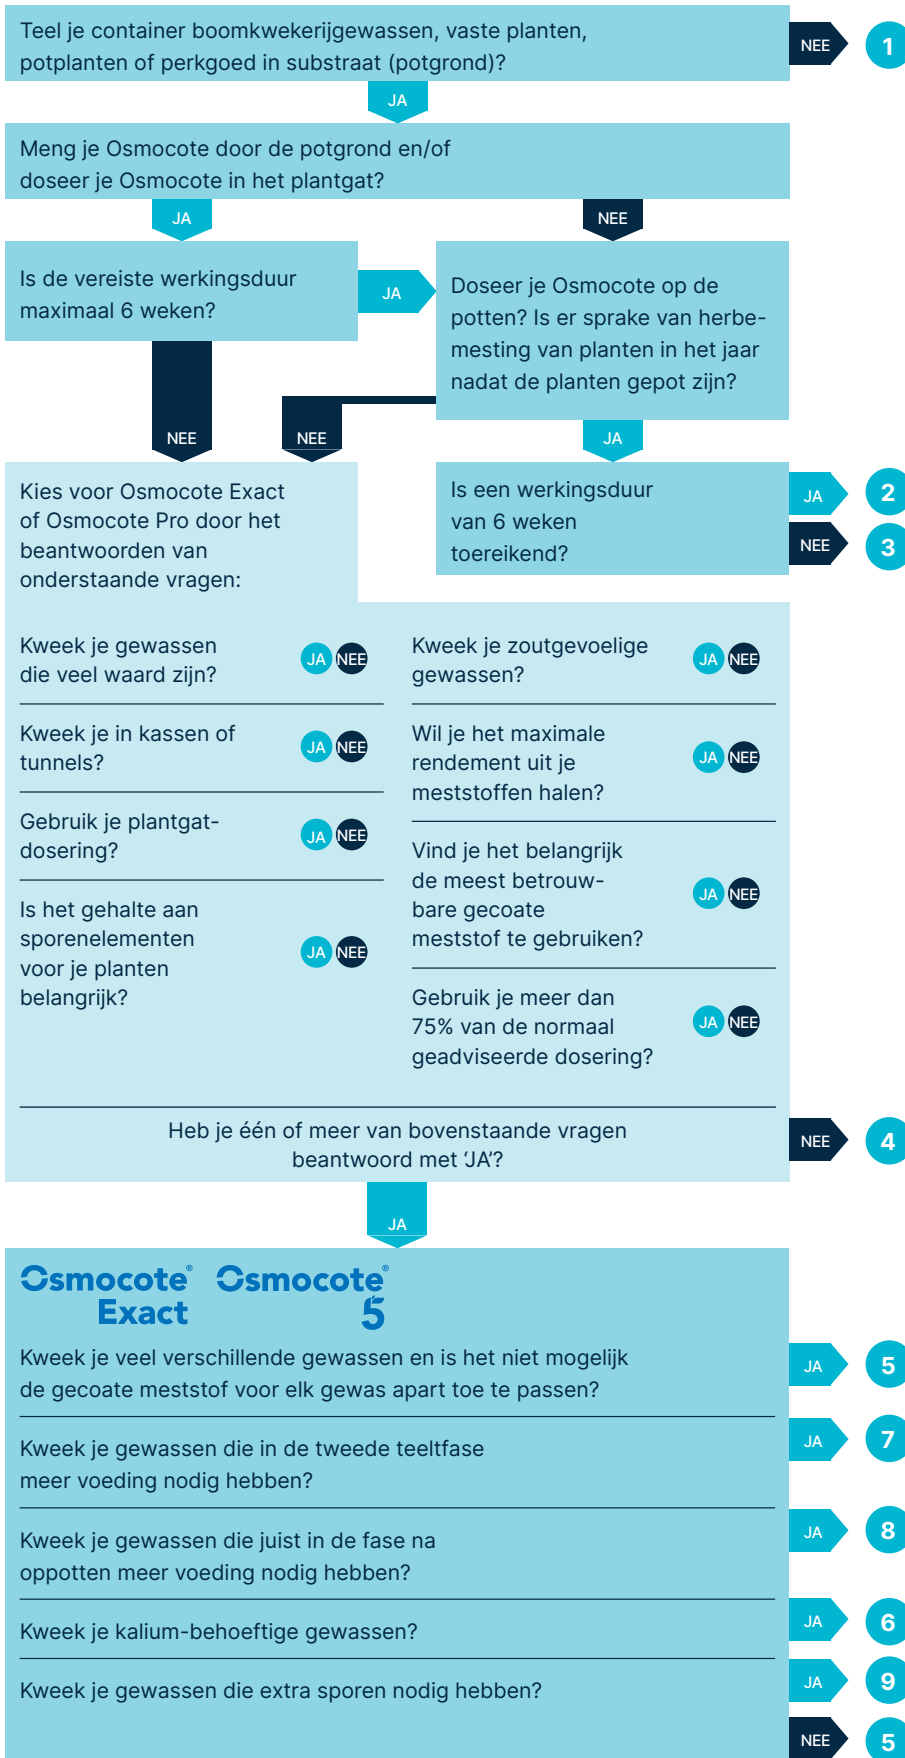 Teel je container boomkwekerijgewassen, vaste planten,
potplanten of perkgoed in substraat (potgrond)?
NEE
1
JA
Meng je Osmocote door de potgrond en/of
doseer je Osmocote in het plantgat?
JA
NEE
Is de vereiste werkingsduur
maximaal 6 weken?
JA
Doseer je Osmocote op de
potten? Is er sprake van herbe-
mesting van planten in het jaar
nadat de planten gepot zijn?
NEE
NEE
JA
Kies voor Osmocote Exact
of Osmocote Pro door het
beantwoorden van
onderstaande vragen:
Is een werkingsduur
van 6 weken
toereikend?
JA
2
NEE
3
Kweek je gewassen
die veel waard zijn?
JA NEE
Kweek je in kassen of
tunnels?
JA NEE
Gebruik je plantgat-
dosering?
JA NEE
Is het gehalte aan
sporenelementen
voor je planten
belangrijk?
JA NEE
Kweek je zoutgevoelige
gewassen?
JA NEE
Wil je het maximale
rendement uit je
meststoffen halen?
JA NEE
Vind je het belangrijk
de meest betrouw-
bare gecoate
meststof te gebruiken?
JA NEE
Gebruik je meer dan
75% van de normaal
geadviseerde dosering?
JA NEE
Heb je één of meer van bovenstaande vragen
beantwoord met ‘JA’?
NEE
4
JA
Osmocote®
Exact
Osmocote®
5
Kweek je veel verschillende gewassen en is het niet mogelijk
de gecoate meststof voor elk gewas apart toe te passen?
JA
5
Kweek je gewassen die in de tweede teeltfase
meer voeding nodig hebben?
JA
7
Kweek je gewassen die juist in de fase na
oppotten meer voeding nodig hebben?
JA
8
Kweek je kalium-behoeftige gewassen?
JA
6
Kweek je gewassen die extra sporen nodig hebben?
JA
9
NEE
5